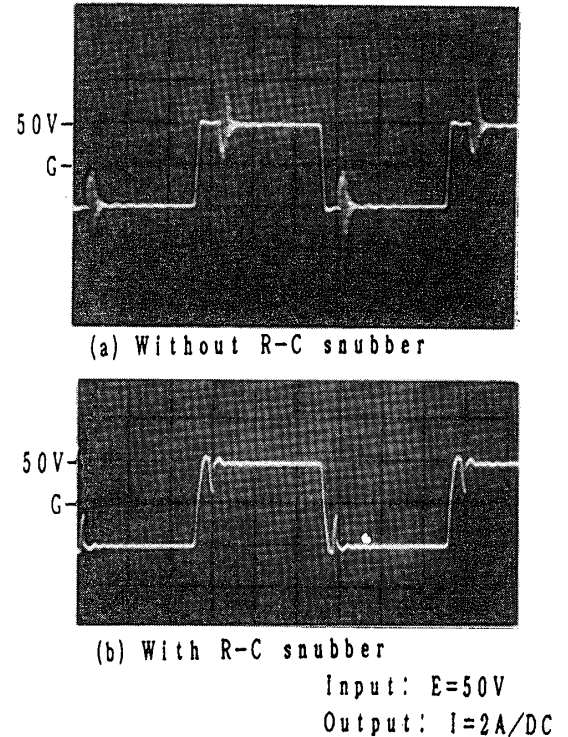 50V-
G-
(a) Without R-C snubber
50V-
G-
(b) With R-C snubber
Input: E=50V
Output: I=2A/DC